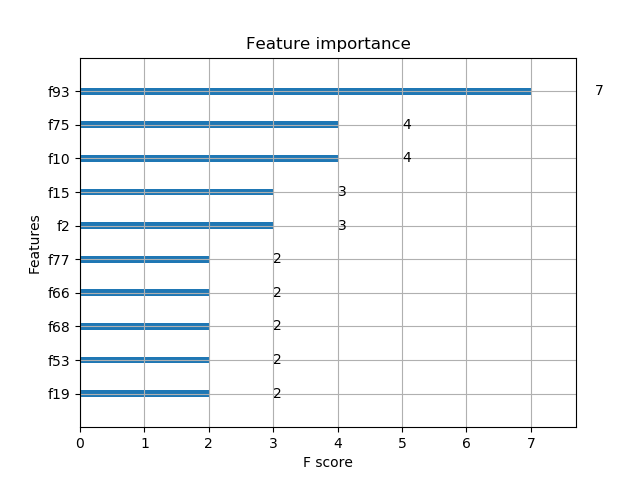 Feature importance
f93 7
f75 4
f10 4
f15 3
f2 3
f77 2
f66 2
f68 2
f53 2
f19 2
Features
0 1 2 3 4 5 6 7
F score